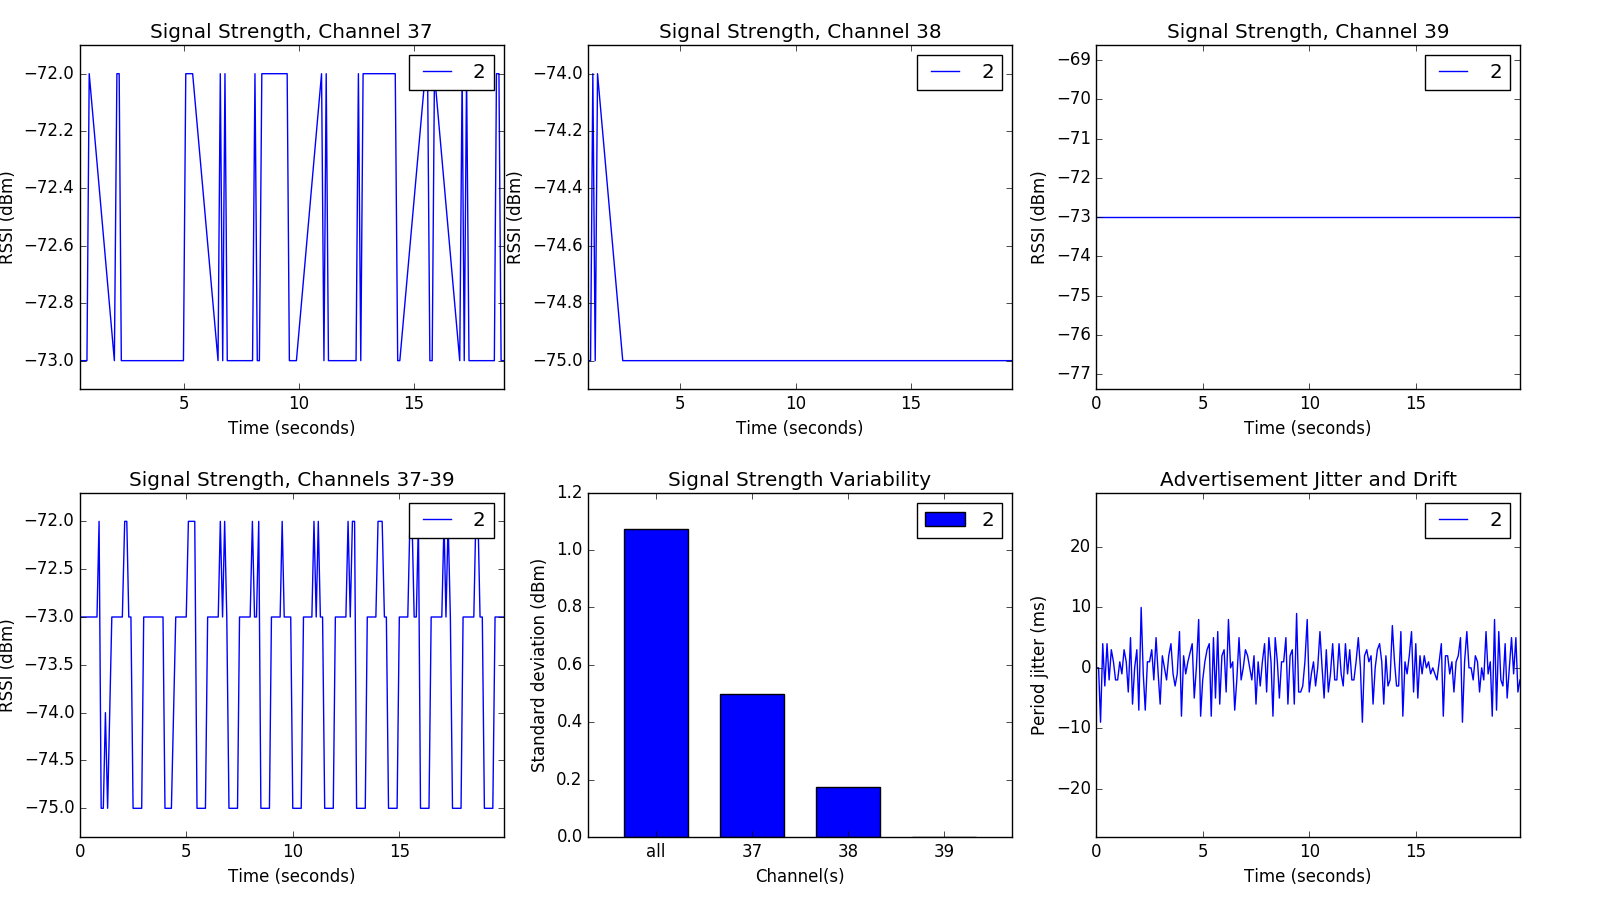 Signal Strength, Channel 37
2
−72.0
−72.2
−72.4
−72.6
−72.8
−73.0
RSSI (dBm)
5 10 15
Time (seconds)
Signal Strength, Channel 38
2
−74.0
−74.2
−74.4
−74.6
−74.8
−75.0
RSSI (dBm)
5 10 15
Time (seconds)
Signal Strength, Channel 39
2
−69
−70
−71
−72
−73
−74
−75
−76
−77
RSSI (dBm)
0 5 10 15
Time (seconds)
Signal Strength, Channels 37-39
2
−72.0
−72.5
−73.0
−73.5
−74.0
−74.5
−75.0
RSSI (dBm)
0 5 10 15
Time (seconds)
Signal Strength Variability
2
1.2
1.0
0.8
0.6
0.4
0.2
0.0
Standard deviation (dBm)
all 37 38 39
Channel(s)
Advertisement Jitter and Drift
2
20
10
0
−10
−20
Period jitter (ms)
0 5 10 15
Time (seconds)